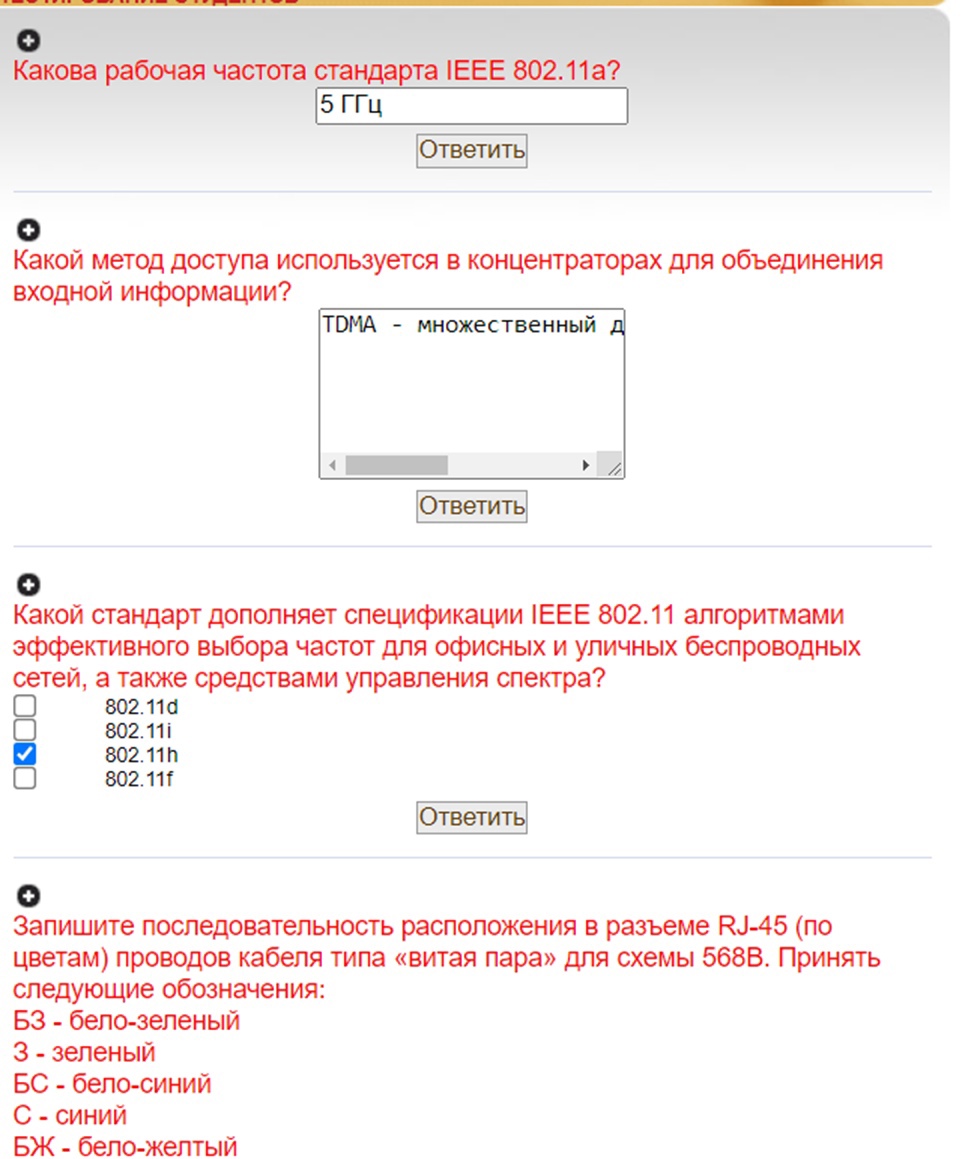 ТЕСТИРОВАНИЕ СТУДЕНТОВ
Какова рабочая частота стандарта IEEE 802.11a?
5 ГГц
Ответить
Какой метод доступа используется в концентраторах для объединения
входной информации?
TDMA - множественный д
Ответить
Какой стандарт дополняет спецификации IEEE 802.11 алгоритмами
эффективного выбора частот для офисных и уличных беспроводных
сетей, а также средствами управления спектра?
802.11d
802.11i
802.11h
802.11f
Ответить
Запишите последовательность расположения в разъеме RJ-45 (по
цветам) проводов кабеля типа «витая пара» для схемы 568В. Принять
следующие обозначения:
БЗ - бело-зеленый
З - зеленый
БС - бело-синий
С - синий
БЖ - бело-желтый